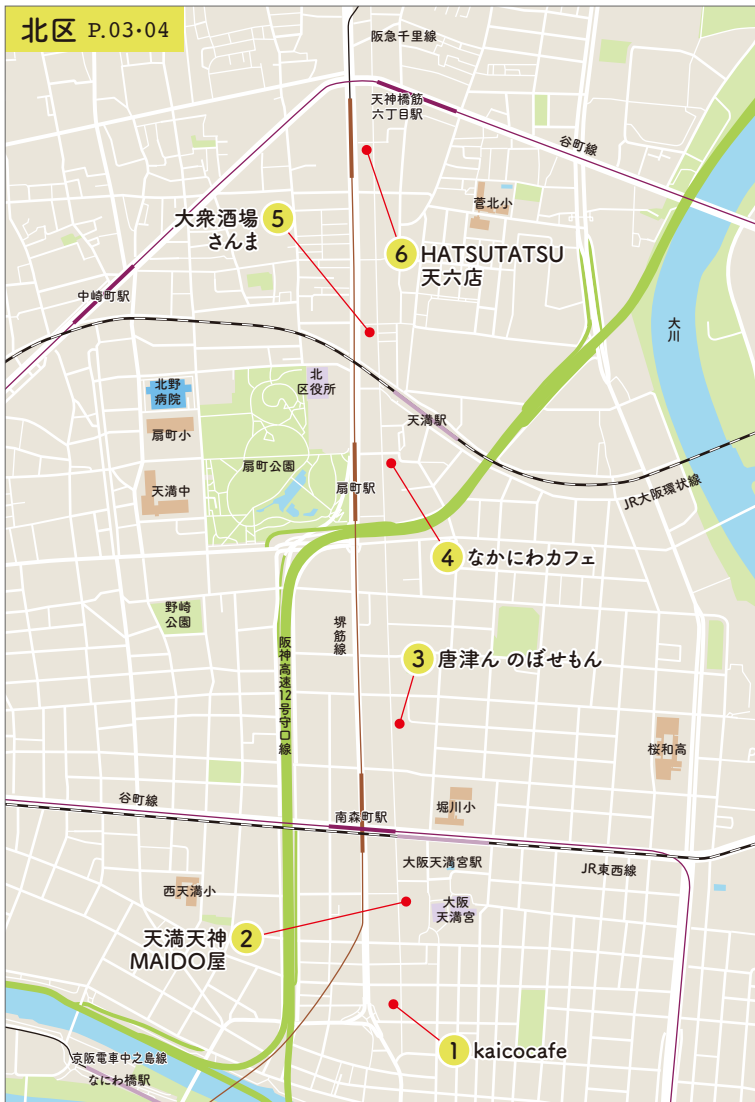 北区 P.03・04
阪急千里線
天神橋筋
六丁目駅
谷町線
菅北小
大衆酒場
さんま
5
6
HATSUTATSU
天六店
中崎町駅
大川
北野
病院
北
区役所
扇町小
天満駅
天満中
扇町公園
扇町駅
JR大阪環状線
4 なかにわカフェ
野崎
公園
堺筋線
阪神高速12号守口線
3 唐津ん のぼせもん
桜和高
谷町線
南森町駅
堀川小
大阪天満宮駅
JR東西線
西天満小
大阪
天満宮
天満天神
MAIDO屋
2
京阪電車中之島線
なにわ橋駅
1 kaicocafe